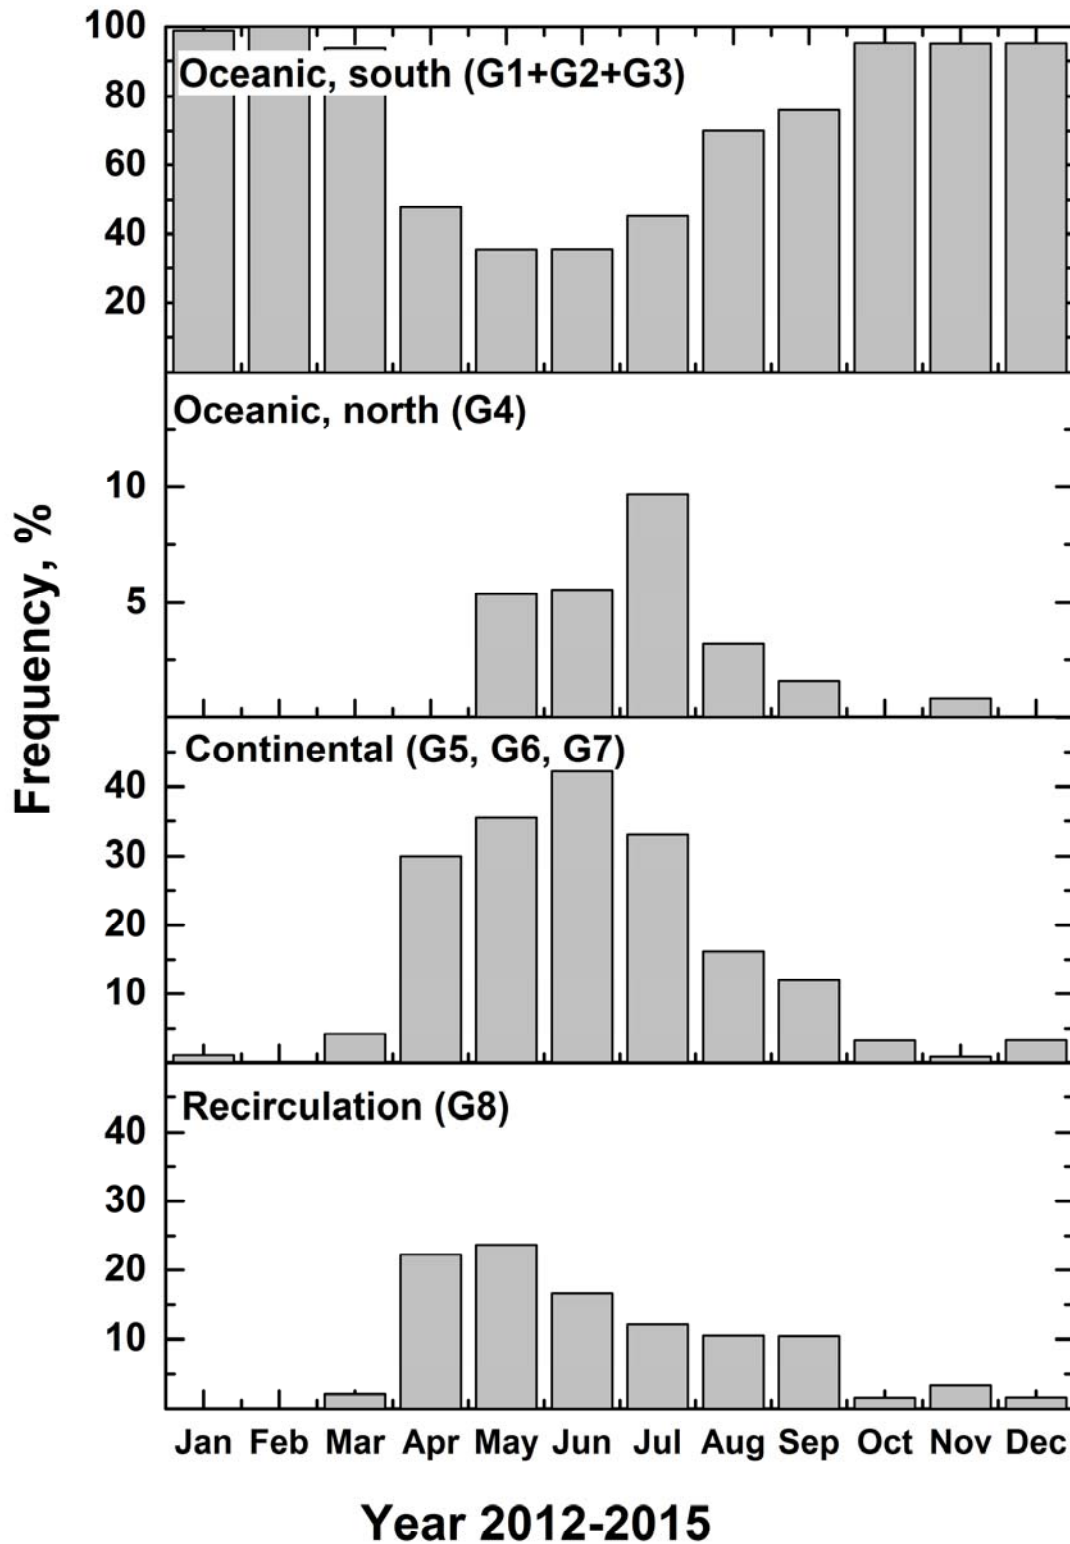 100
Oceanic, south (G1+G2+G3)
80
60
40
20
Oceanic, north (G4)
10
5
Continental (G5, G6, G7)
40
30
20
10
Recirculation (G8)
40
30
20
10
Frequency, %
Jan Feb Mar Apr May Jun Jul Aug Sep Oct Nov Dec
Year 2012-2015